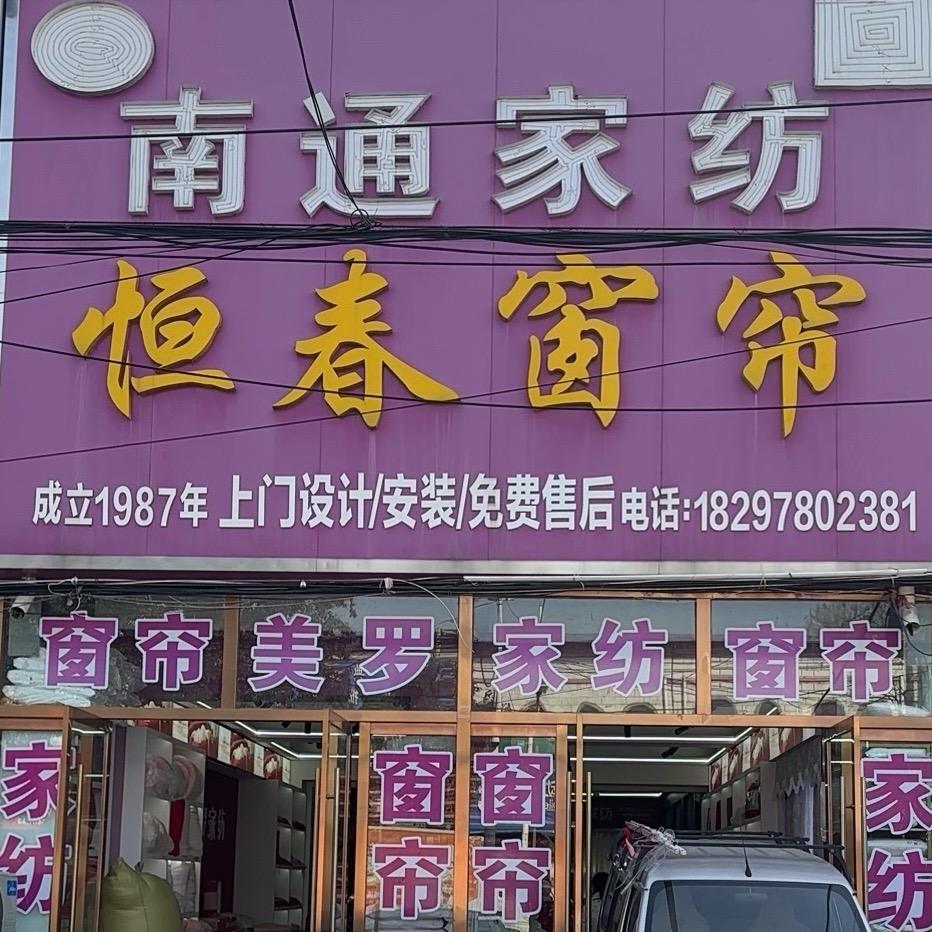 南通家纺
恒春窗帘
成立1987年 上门设计/安装/免费售后 电话:18297802381
窗帘 美罗 家纺 窗帘
家纺
窗帘
窗帘
家纺